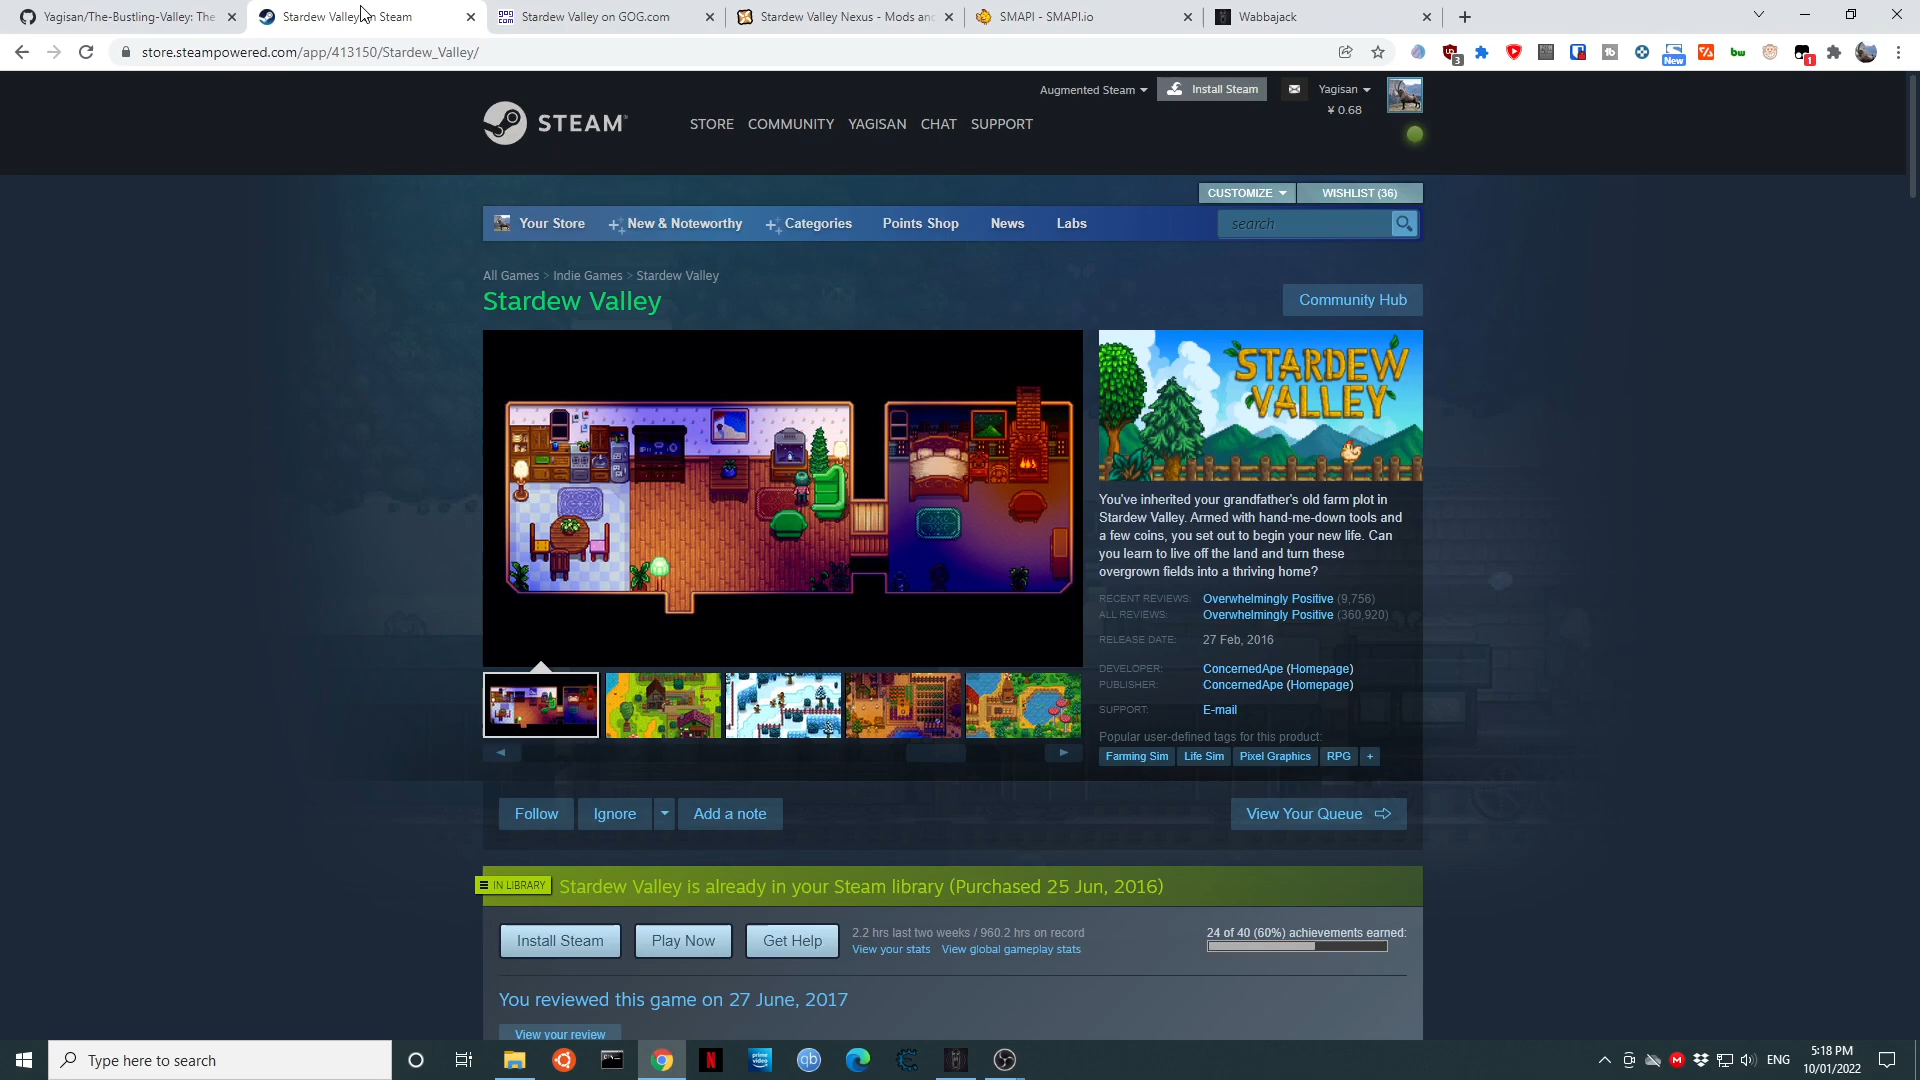 Yagisan/The-Bustling-Valley: The
Stardew Valley on Steam
Stardew Valley on GOG.com
Stardew Valley Nexus - Mods and
SMAPI - SMAPI.io
Wabbajack
store.steampowered.com/app/413150/Stardew_Valley/
3
New
bw
1
Augmented Steam
Install Steam
Yagisan
¥ 0.68
STEAM
STORE COMMUNITY YAGISAN CHAT SUPPORT
CUSTOMIZE
WISHLIST (36)
Your Store
New & Noteworthy
Categories
Points Shop
News
Labs
search
All Games > Indie Games > Stardew Valley
Stardew Valley
Community Hub
STARDEW
VALLEY
You've inherited your grandfather's old farm plot in
Stardew Valley. Armed with hand-me-down tools and
a few coins, you set out to begin your new life. Can
you learn to live off the land and turn these
overgrown fields into a thriving home?
RECENT REVIEWS: Overwhelmingly Positive (9,756)
ALL REVIEWS: Overwhelmingly Positive (360,920)
RELEASE DATE: 27 Feb, 2016
DEVELOPER: ConcernedApe (Homepage)
PUBLISHER: ConcernedApe (Homepage)
SUPPORT: E-mail
Popular user-defined tags for this product:
Farming Sim Life Sim Pixel Graphics RPG +
Follow
Ignore
Add a note
View Your Queue
IN LIBRARY
Stardew Valley is already in your Steam library (Purchased 25 Jun, 2016)
Install Steam
Play Now
Get Help
2.2 hrs last two weeks / 960.2 hrs on record
View your stats View global gameplay stats
24 of 40 (60%) achievements earned:
You reviewed this game on 27 June, 2017
View your review
Type here to search
N
prime video
qb
M
ENG
5:18 PM
10/01/2022